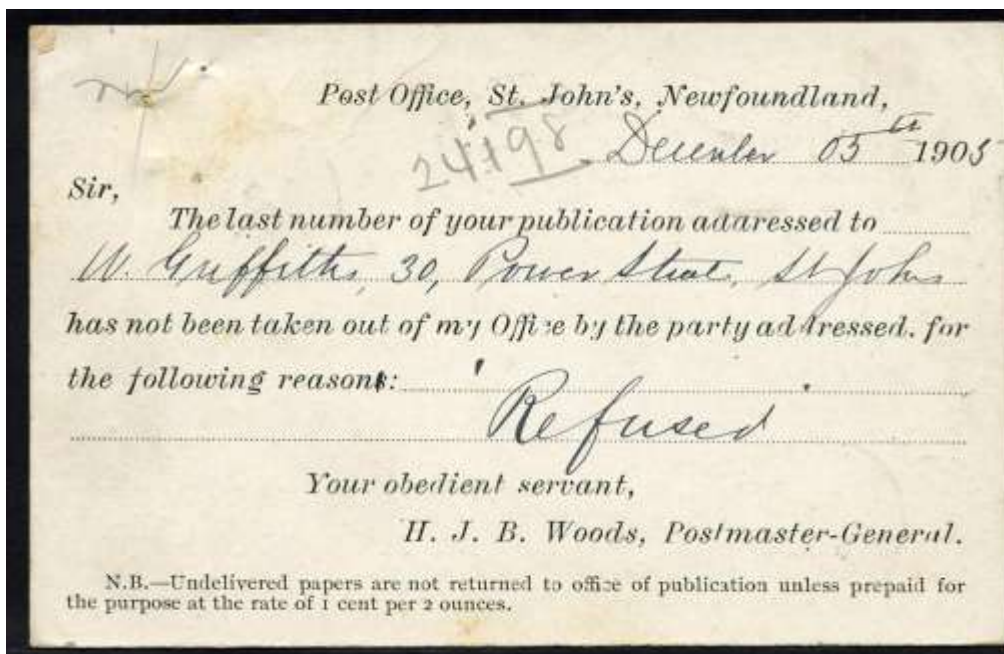 Post Office, St. John's, Newfoundland,
24198 December 05th 1905
Sir,
The last number of your publication addressed to
W. Griffiths, 30, Power Street, St Johns
has not been taken out of my Office by the party addressed. for
the following reasons:
Refused
Your obedient servant,
H. J. B. Woods, Postmaster-General.
N.B.—Undelivered papers are not returned to office of publication unless prepaid for
the purpose at the rate of 1 cent per 2 ounces.